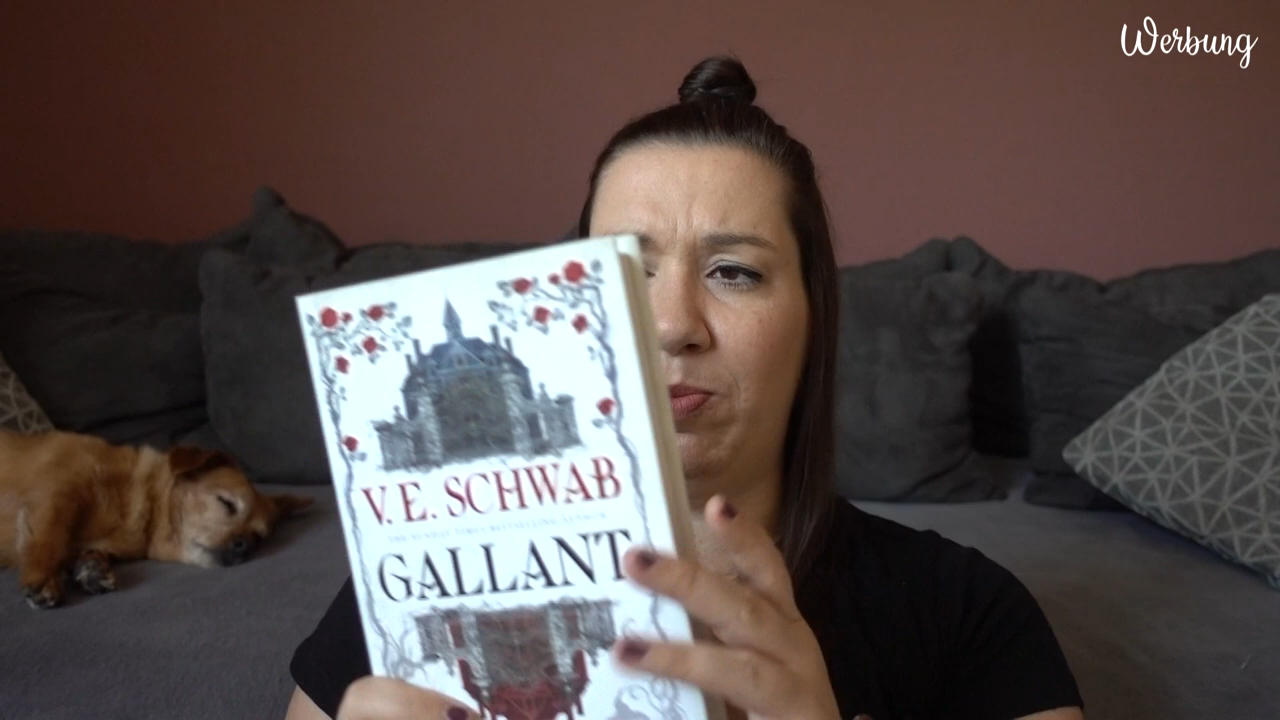 Werbung
V. E. SCHWAB
THE SUNDAY TIMES BESTSELLING AUTHOR
GALLANT